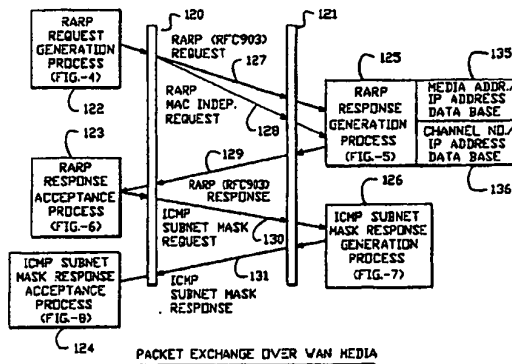 120
121
RARP
REQUEST
GENERATION
PROCESS
(FIG.-4)
122
RARP (RFC903)
REQUEST
127
RARP
MAC INDEP.
REQUEST
128
125
135
RARP
RESPONSE
GENERATION
PROCESS
(FIG.-5)
MEDIA ADDR./
IP ADDRESS
DATA BASE
CHANNEL NO./
IP ADDRESS
DATA BASE
136
123
RARP
RESPONSE
ACCEPTANCE
PROCESS
(FIG.-6)
129
RARP (RFC903)
RESPONSE
ICMP
SUBNET MASK
REQUEST
130
126
ICMP SUBNET
MASK RESPONSE
GENERATION
PROCESS
(FIG.-7)
ICMP SUBNET
MASK RESPONSE
ACCEPTANCE
PROCESS
(FIG.-8)
124
131
ICMP
SUBNET MASK
RESPONSE
PACKET EXCHANGE OVER WAN MEDIA